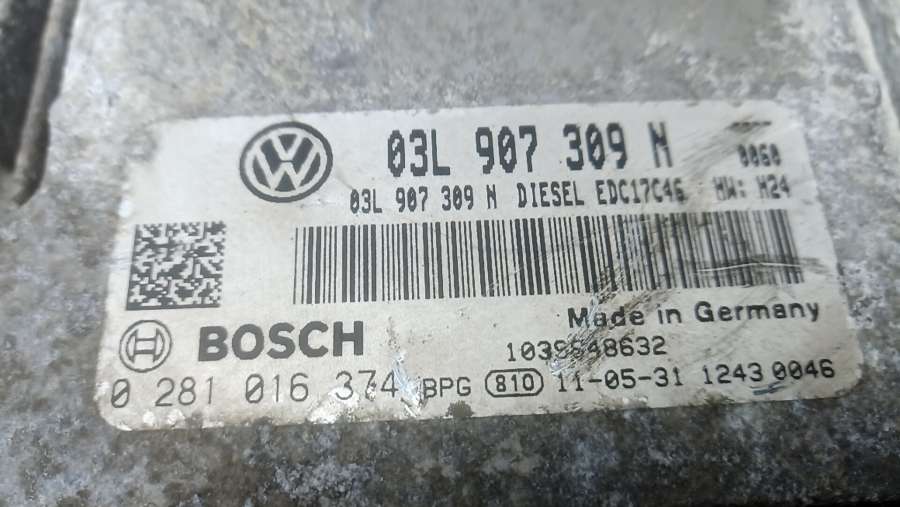 03L 907 309 N 0060
03L 907 309 N DIESEL EDC17C46 HW: H24
BOSCH
Made in Germany
0 281 016 374 BPG 810 11-05-31 1243 0046